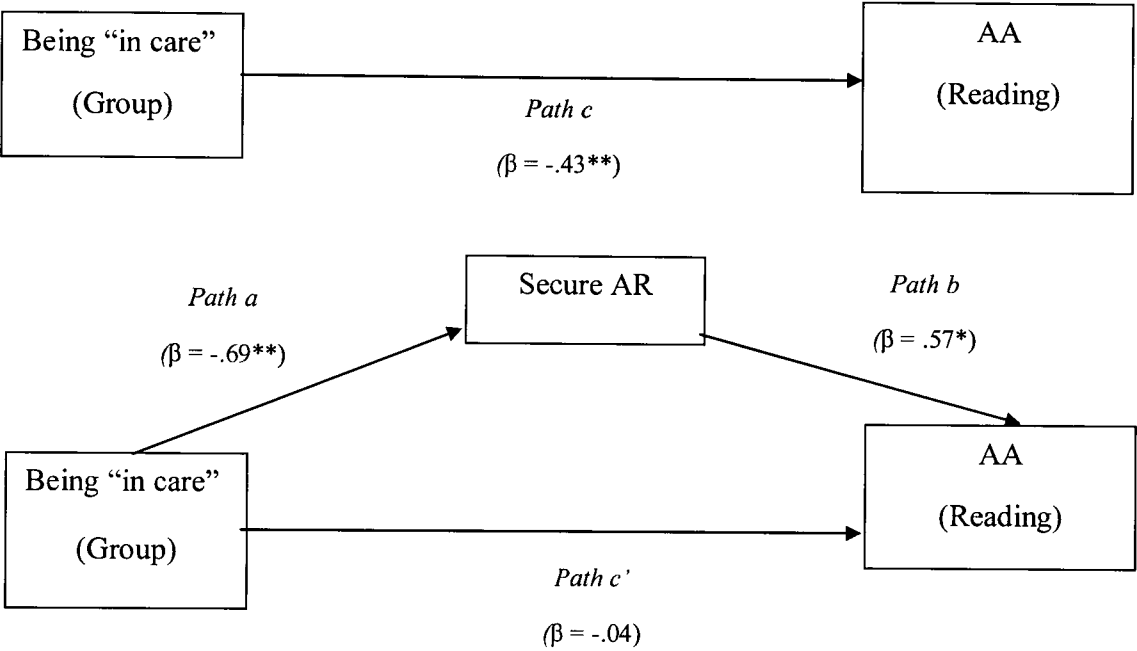 Being “in care”
(Group)
AA
(Reading)
Path c
(β = -.43**)
Secure AR
Path a
(β = -.69**)
Path b
(β = .57*)
Being “in care”
(Group)
AA
(Reading)
Path c’
(β = -.04)